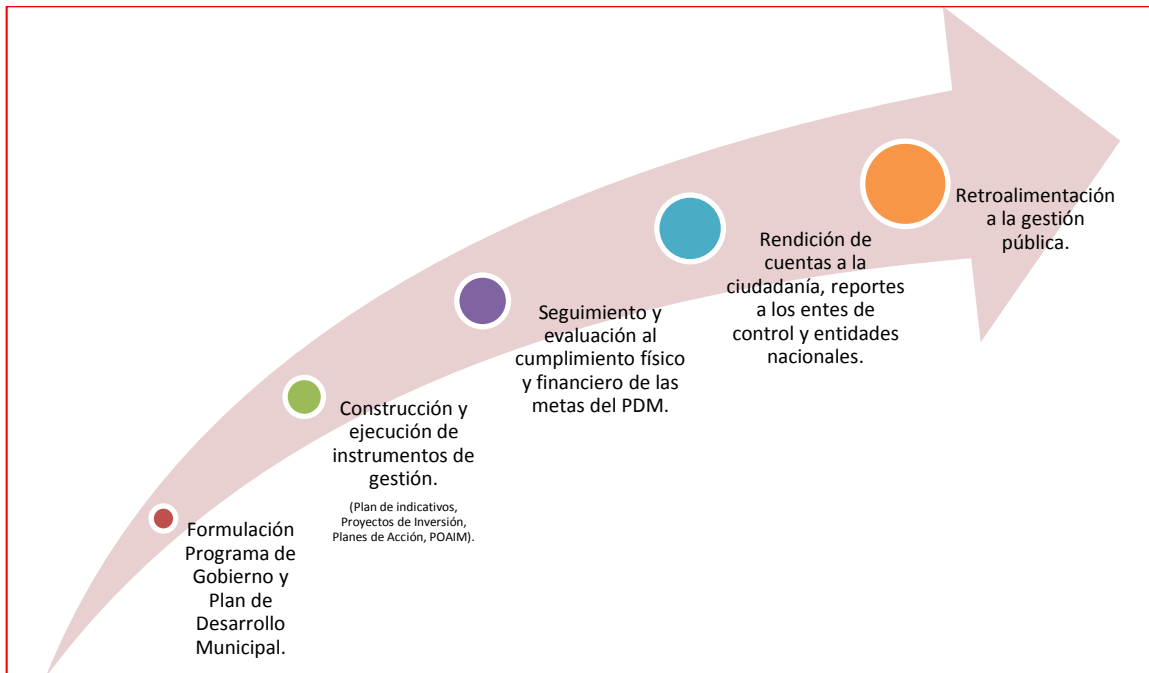 Formulación
Programa de
Gobierno y
Plan de
Desarrollo
Municipal.
Construcción y
ejecución de
instrumentos de
gestión.
(Plan de indicativos,
Proyectos de Inversión,
Planes de Acción, POAIM).
Seguimiento y
evaluación al
cumplimiento físico
y financiero de las
metas del PDM.
Rendición de
cuentas a la
ciudadanía, reportes
a los entes de
control y entidades
nacionales.
Retroalimentación
a la gestión
pública.